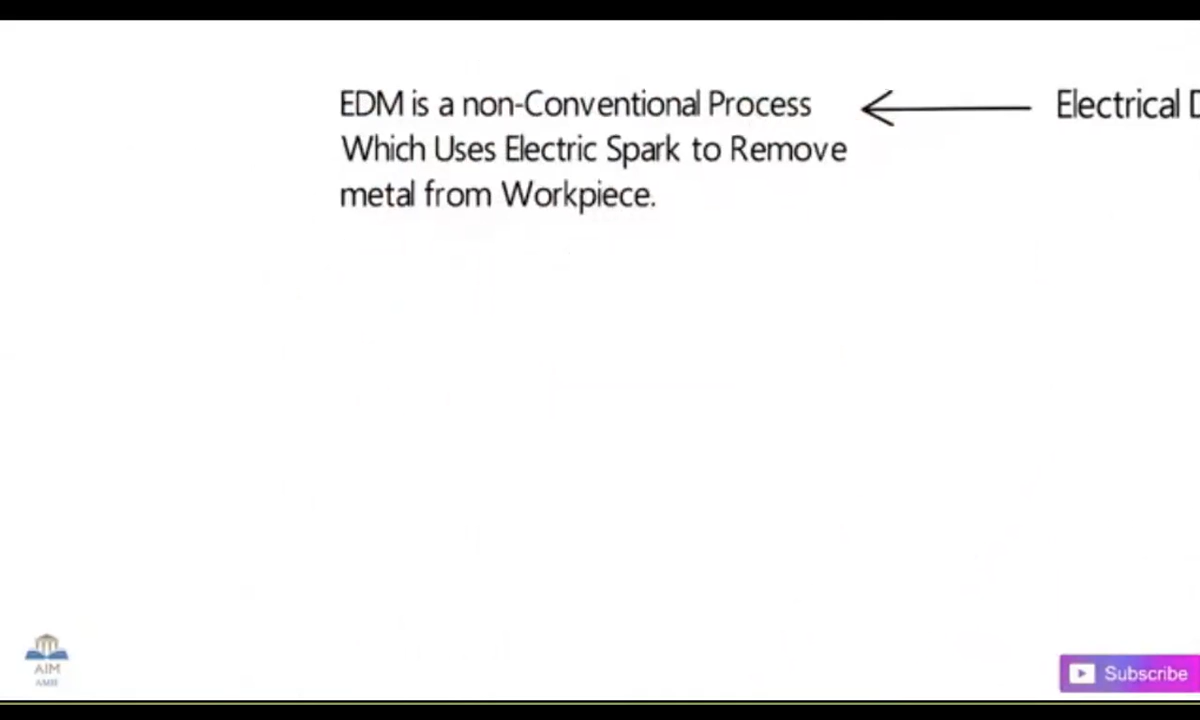 EDM is a non-Conventional Process
Which Uses Electric Spark to Remove
metal from Workpiece.
Electrical D
AIM
Subscribe